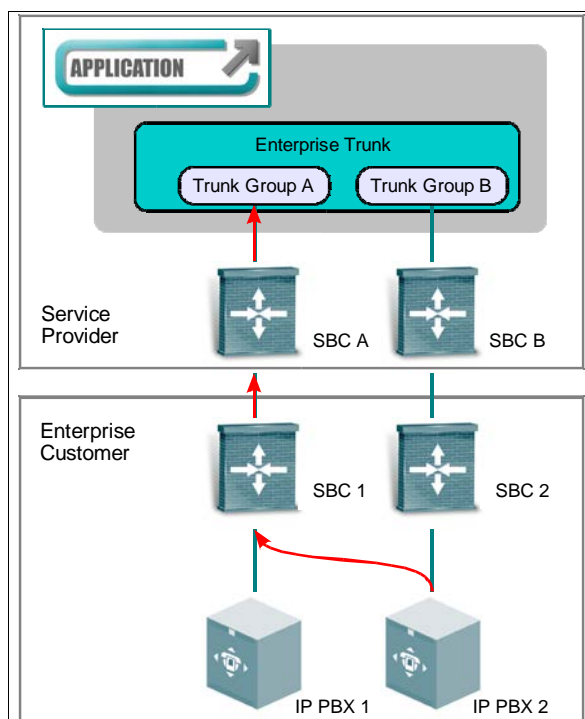 APPLICATION
Enterprise Trunk
Trunk Group A
Trunk Group B
Service
Provider
SBC A
SBC B
Enterprise
Customer
SBC 1
SBC 2
IP PBX 1
IP PBX 2